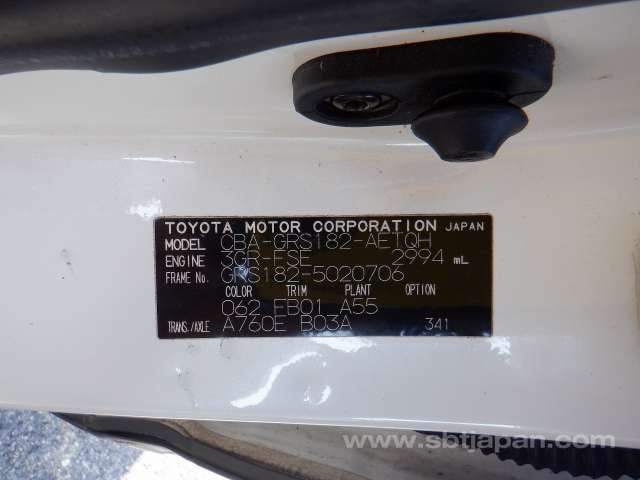 TOYOTA MOTOR CORPORATION JAPAN
MODEL CBA-GRS182-AETQH
ENGINE 3GR-FSE 2994 mL
FRAME No. GRS182-5020706
COLOR TRIM PLANT OPTION
062 FB01 A55
TRANS./AXLE A760E B03A 341
www.sbtjapan.com